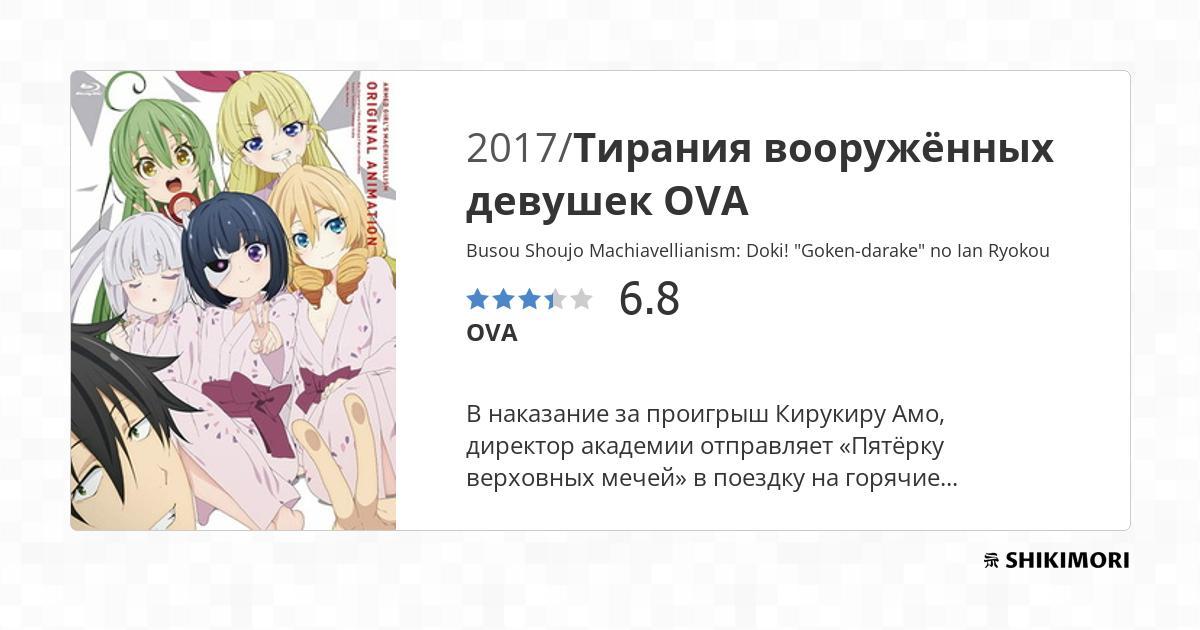 ARMED GIRL'S MACHIAVELLISM
ORIGINAL ANIMATION
2017/Тирания вооружённых
девушек OVA
Busou Shoujo Machiavellianism: Doki! "Goken-darake" no Ian Ryokou
6.8
OVA
В наказание за проигрыш Кирукиру Амо,
директор академии отправляет «Пятёрку
верховных мечей» в поездку на горячие...
SHIKIMORI